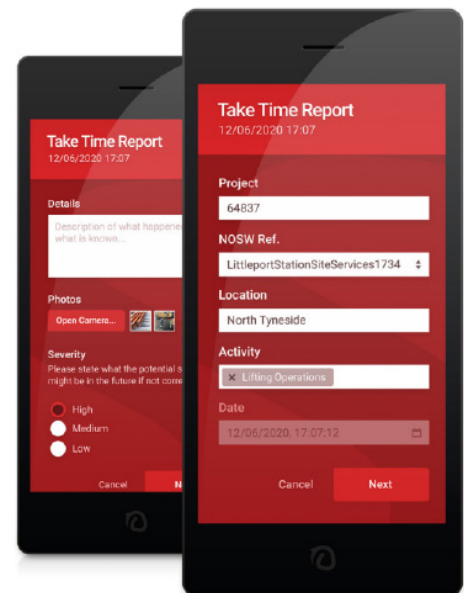 Take Time Report
12/06/2020 17:07
Details
Description of what happene
what is known...
Photos
Open Camera...
Severity
Please state what the potential s
might be in the future if not corre
High
Medium
Low
Cancel
N
Take Time Report
12/06/2020 17:07
Project
64837
NOSW Ref.
LittleportStationSiteServices1734
Location
North Tyneside
Activity
× Lifting Operations
Date
12/06/2020, 17:07:12
Cancel
Next